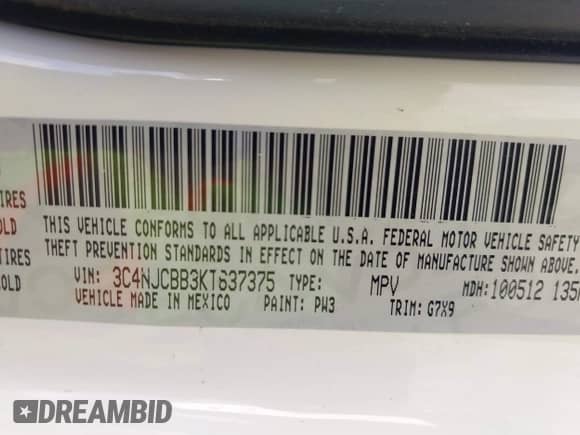 IRES
OLD
THIS VEHICLE CONFORMS TO ALL APPLICABLE U.S.A. FEDERAL MOTOR VEHICLE SAFETY
IRES
THEFT PREVENTION STANDARDS IN EFFECT ON THE DATE OF MANUFACTURE SHOWN ABOVE.
OLD
VIN: 3C4NJCBB3KT637375 TYPE: MPV MDH:100512 135
VEHICLE MADE IN MEXICO PAINT: PW3 TRIM: G7X9
DREAMBID